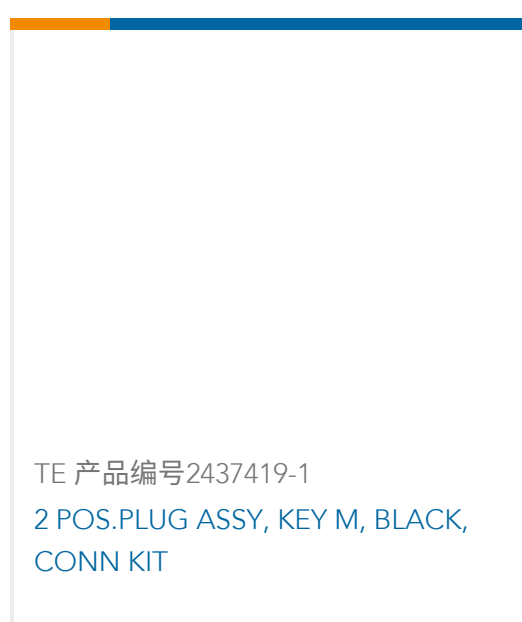 TE 产品编号2437419-1
2 POS.PLUG ASSY, KEY M, BLACK,
CONN KIT